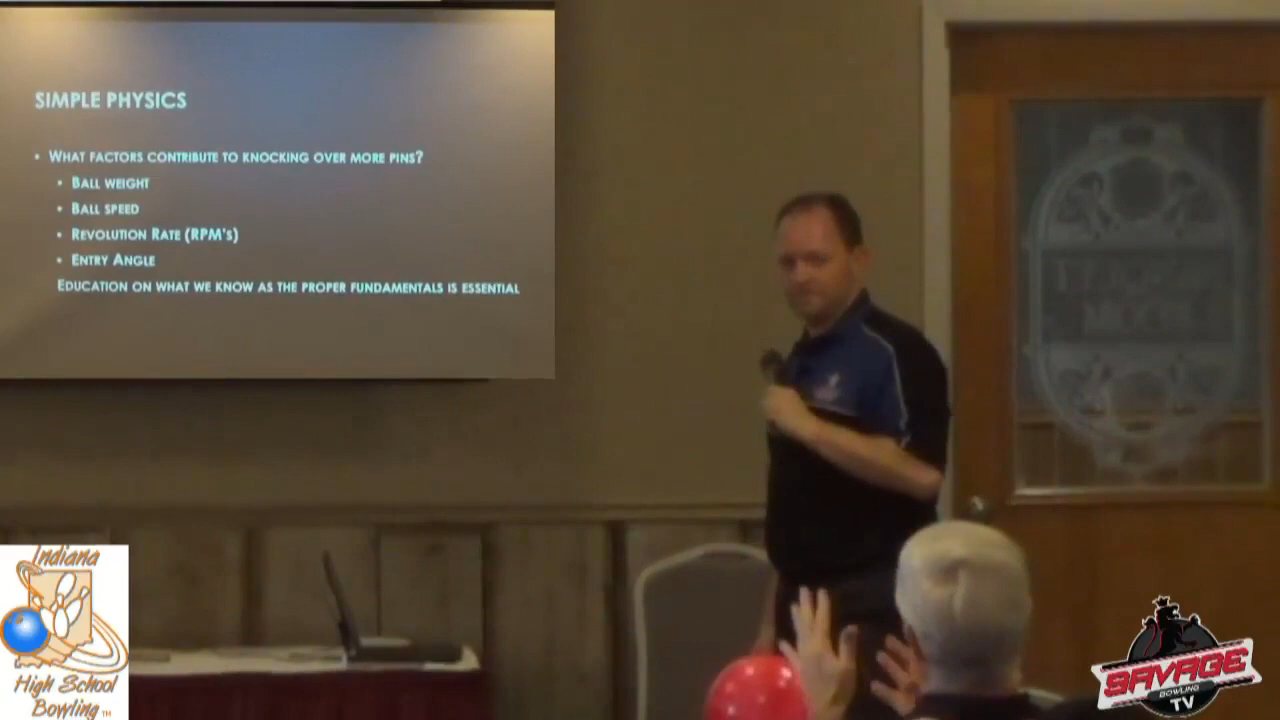 SIMPLE PHYSICS
• WHAT FACTORS CONTRIBUTE TO KNOCKING OVER MORE PINS?
• BALL WEIGHT
• BALL SPEED
• REVOLUTION RATE (RPM'S)
• ENTRY ANGLE
EDUCATION ON WHAT WE KNOW AS THE PROPER FUNDAMENTALS IS ESSENTIAL
Indiana
High School
Bowling™
SAVAGE
BOWLING
TV